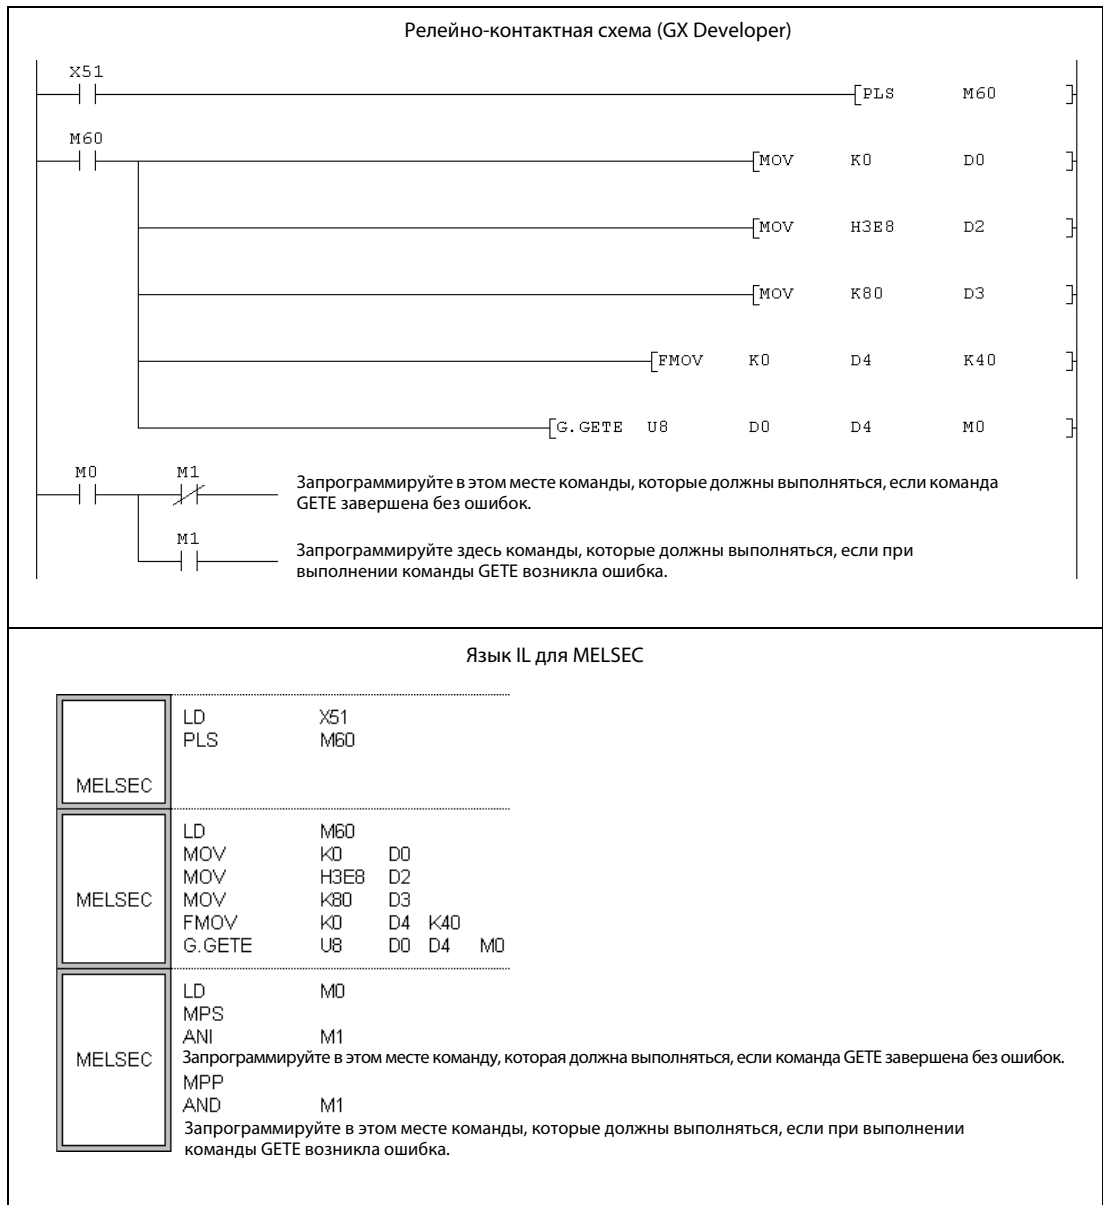 Релейно-контактная схема (GX Developer)
X51
PLS M60
M60
MOV K0 D0
MOV H3E8 D2
MOV K80 D3
FMOV K0 D4 K40
G.GETE U8 D0 D4 M0
M0 M1
Запрограммируйте в этом месте команды, которые должны выполняться, если команда
GETE завершена без ошибок.
M1
Запрограммируйте здесь команды, которые должны выполняться, если при
выполнении команды GETE возникла ошибка.
Язык IL для MELSEC
MELSEC
LD X51
PLS M60
MELSEC
LD M60
MOV K0 D0
MOV H3E8 D2
MOV K80 D3
FMOV K0 D4 K40
G.GETE U8 D0 D4 M0
MELSEC
LD M0
MPS
ANI M1
Запрограммируйте в этом месте команду, которая должна выполняться, если команда GETE завершена без ошибок.
MPP
AND M1
Запрограммируйте в этом месте команды, которые должны выполняться, если при выполнении
команды GETE возникла ошибка.